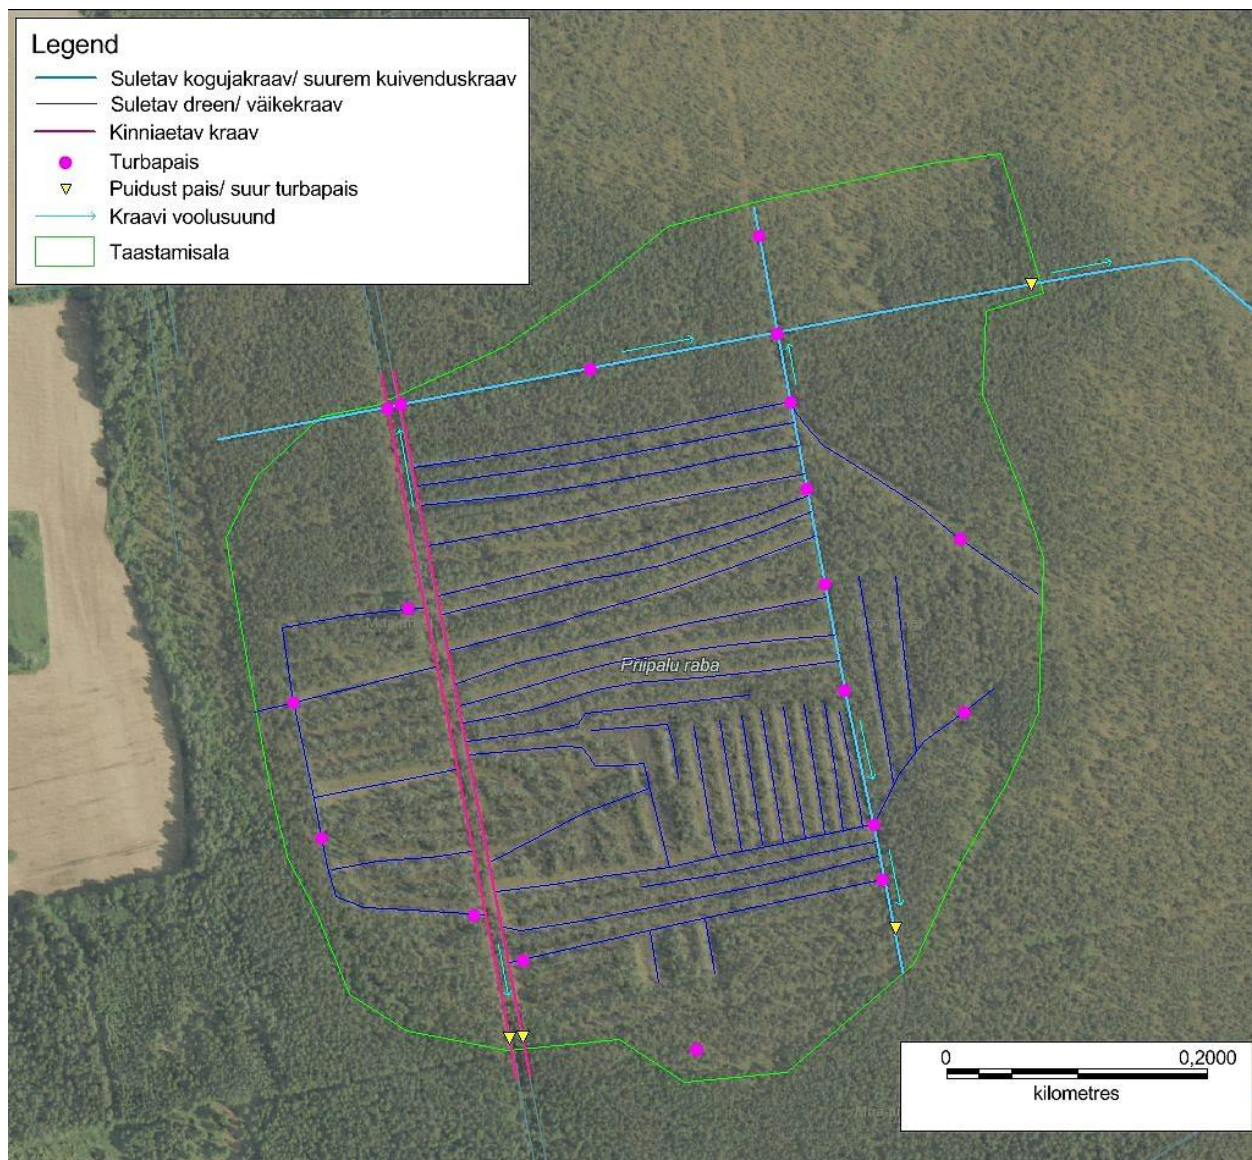 Legend
Suletav kogujakraav/ suurem kuivenduskraav
Suletav dreen/ väikekraav
Kinniaetav kraav
Turbapais
Puidust pais/ suur turbapais
Kraavi voolusuund
Taastamisala
Priipalu raba
0
0,2000
kilometres